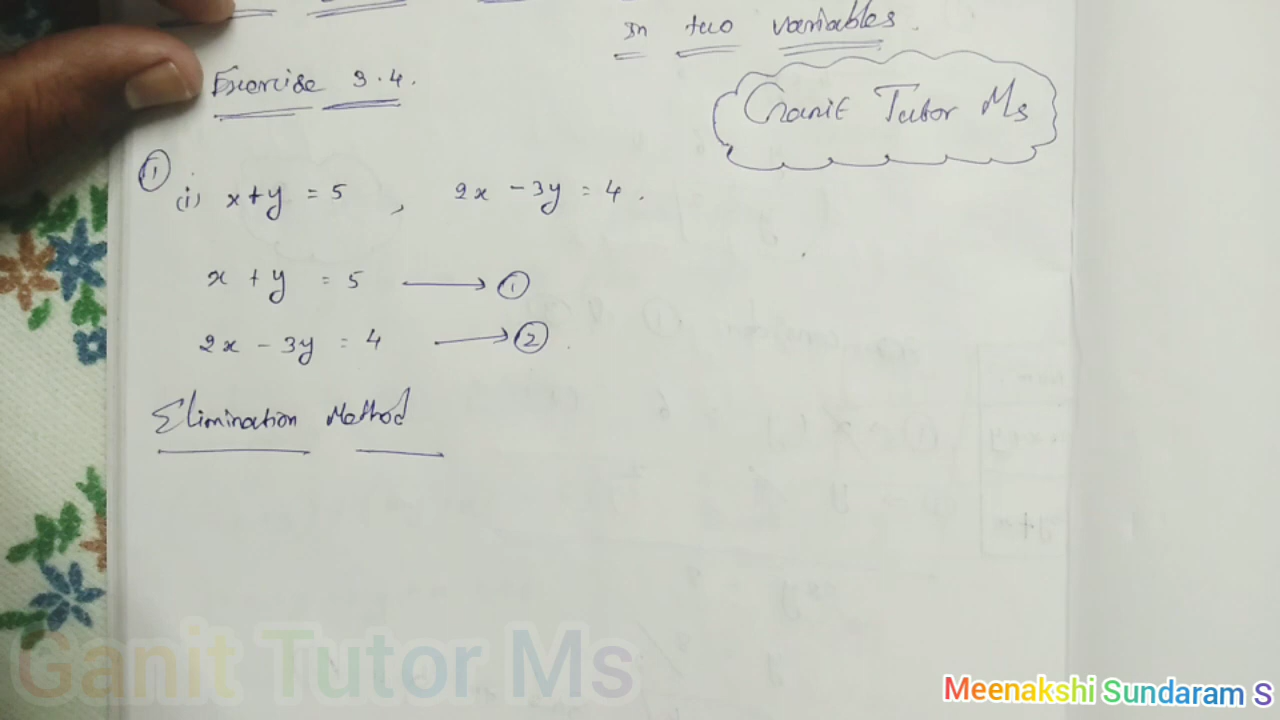 in two variables.
Exercise 3.4.
Ganit Tutor Ms
① (i) x + y = 5 , 2x - 3y = 4 .
x + y = 5 ⟶ ①
2x - 3y = 4 ⟶ ②
Elimination Method
Ganit Tutor Ms
Meenakshi Sundaram S